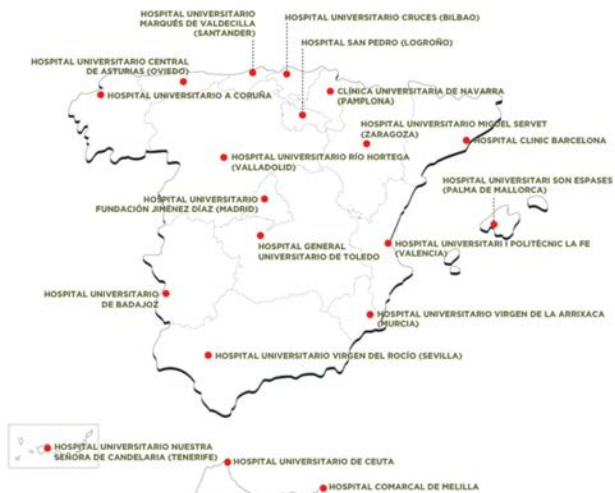 HOSPITAL UNIVERSITARIO
MARQUÉS DE VALDECILLA
(SANTANDER)
HOSPITAL UNIVERSITARIO CRUCES (BILBAO)
HOSPITAL SAN PEDRO (LOGROÑO)
HOSPITAL UNIVERSITARIO CENTRAL
DE ASTURIAS (OVIEDO)
HOSPITAL UNIVERSITARIO A CORUÑA
CLÍNICA UNIVERSITARIA DE NAVARRA
(PAMPLONA)
HOSPITAL UNIVERSITARIO MIGUEL SERVET
(ZARAGOZA)
HOSPITAL CLINIC BARCELONA
HOSPITAL UNIVERSITARIO RÍO HORTEGA
(VALLADOLID)
HOSPITAL UNIVERSITARI SON ESPASES
(PALMA DE MALLORCA)
HOSPITAL UNIVERSITARIO
FUNDACIÓN JIMÉNEZ DÍAZ (MADRID)
HOSPITAL GENERAL
UNIVERSITARIO DE TOLEDO
HOSPITAL UNIVERSITARI I POLITÈCNIC LA FE
(VALENCIA)
HOSPITAL UNIVERSITARIO
DE BADAJOZ
HOSPITAL UNIVERSITARIO VIRGEN DE LA ARRIXACA
(MURCIA)
HOSPITAL UNIVERSITARIO VIRGEN DEL ROCÍO (SEVILLA)
HOSPITAL UNIVERSITARIO NUESTRA
SEÑORA DE CANDELARIA (TENERIFE)
HOSPITAL UNIVERSITARIO DE CEUTA
HOSPITAL COMARCAL DE MELILLA